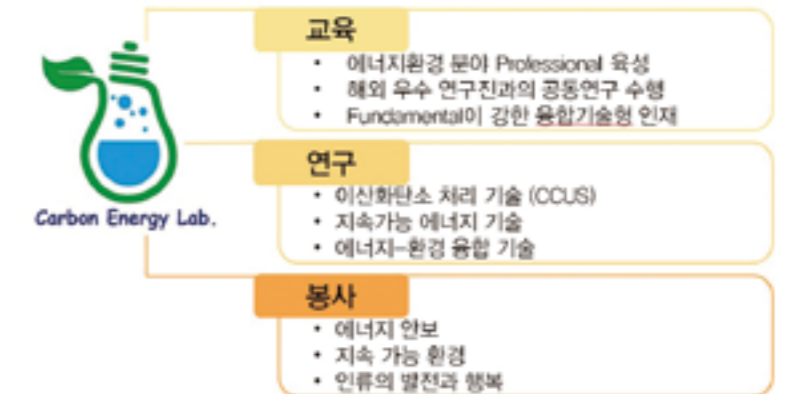 교육
• 에너지환경 분야 Professional 육성
• 해외 우수 연구진과의 공동연구 수행
• Fundamental이 강한 융합기술형 인재
Carbon Energy Lab.
연구
• 이산화탄소 처리 기술 (CCUS)
• 지속가능 에너지 기술
• 에너지-환경 융합 기술
봉사
• 에너지 안보
• 지속 가능 환경
• 인류의 발전과 행복